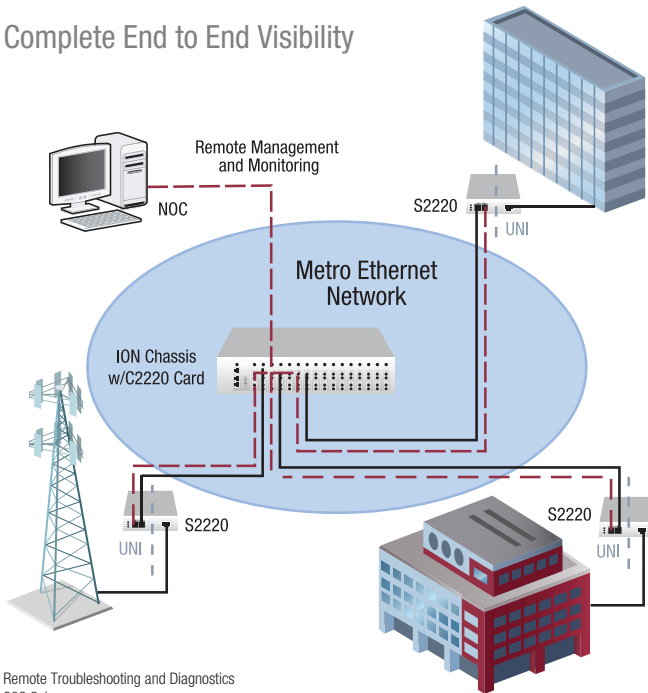 Complete End to End Visibility
Remote Management
and Monitoring
NOC
S2220
UNI
Metro Ethernet
Network
ION Chassis
w/C2220 Card
S2220
UNI
S2220
UNI
Remote Troubleshooting and Diagnostics